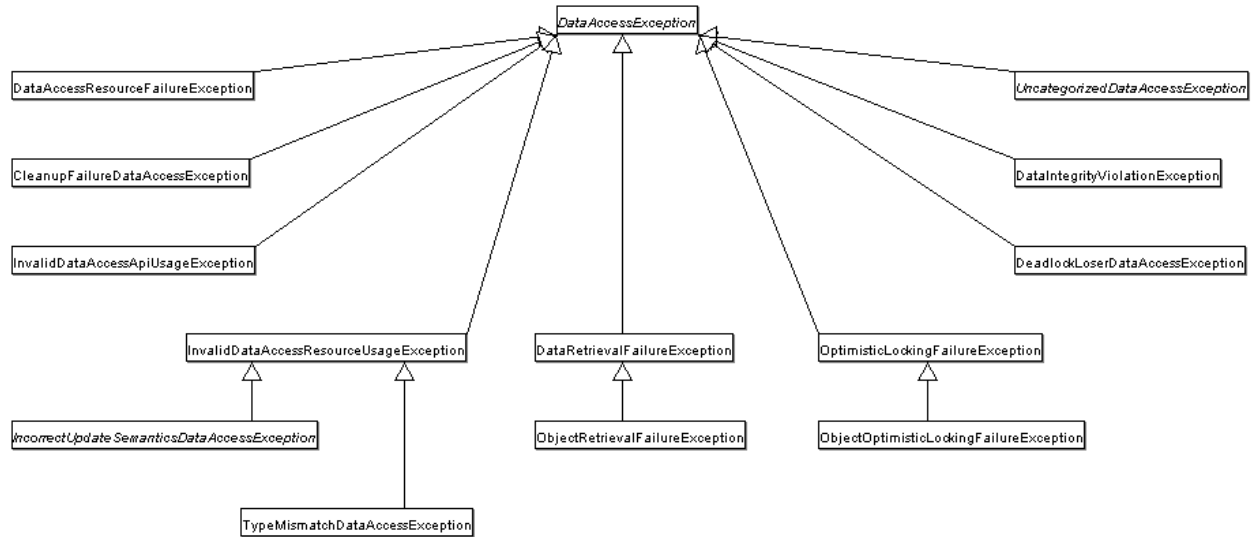 DataAccessException
DataAccessResourceFailureException
UncategorizedDataAccessException
CleanupFailureDataAccessException
DataIntegrityViolationException
InvalidDataAccessApiUsageException
DeadlockLoserDataAccessException
InvalidDataAccessResourceUsageException
DataRetrievalFailureException
OptimisticLockingFailureException
IncorrectUpdateSemanticsDataAccessException
ObjectRetrievalFailureException
ObjectOptimisticLockingFailureException
TypeMismatchDataAccessException